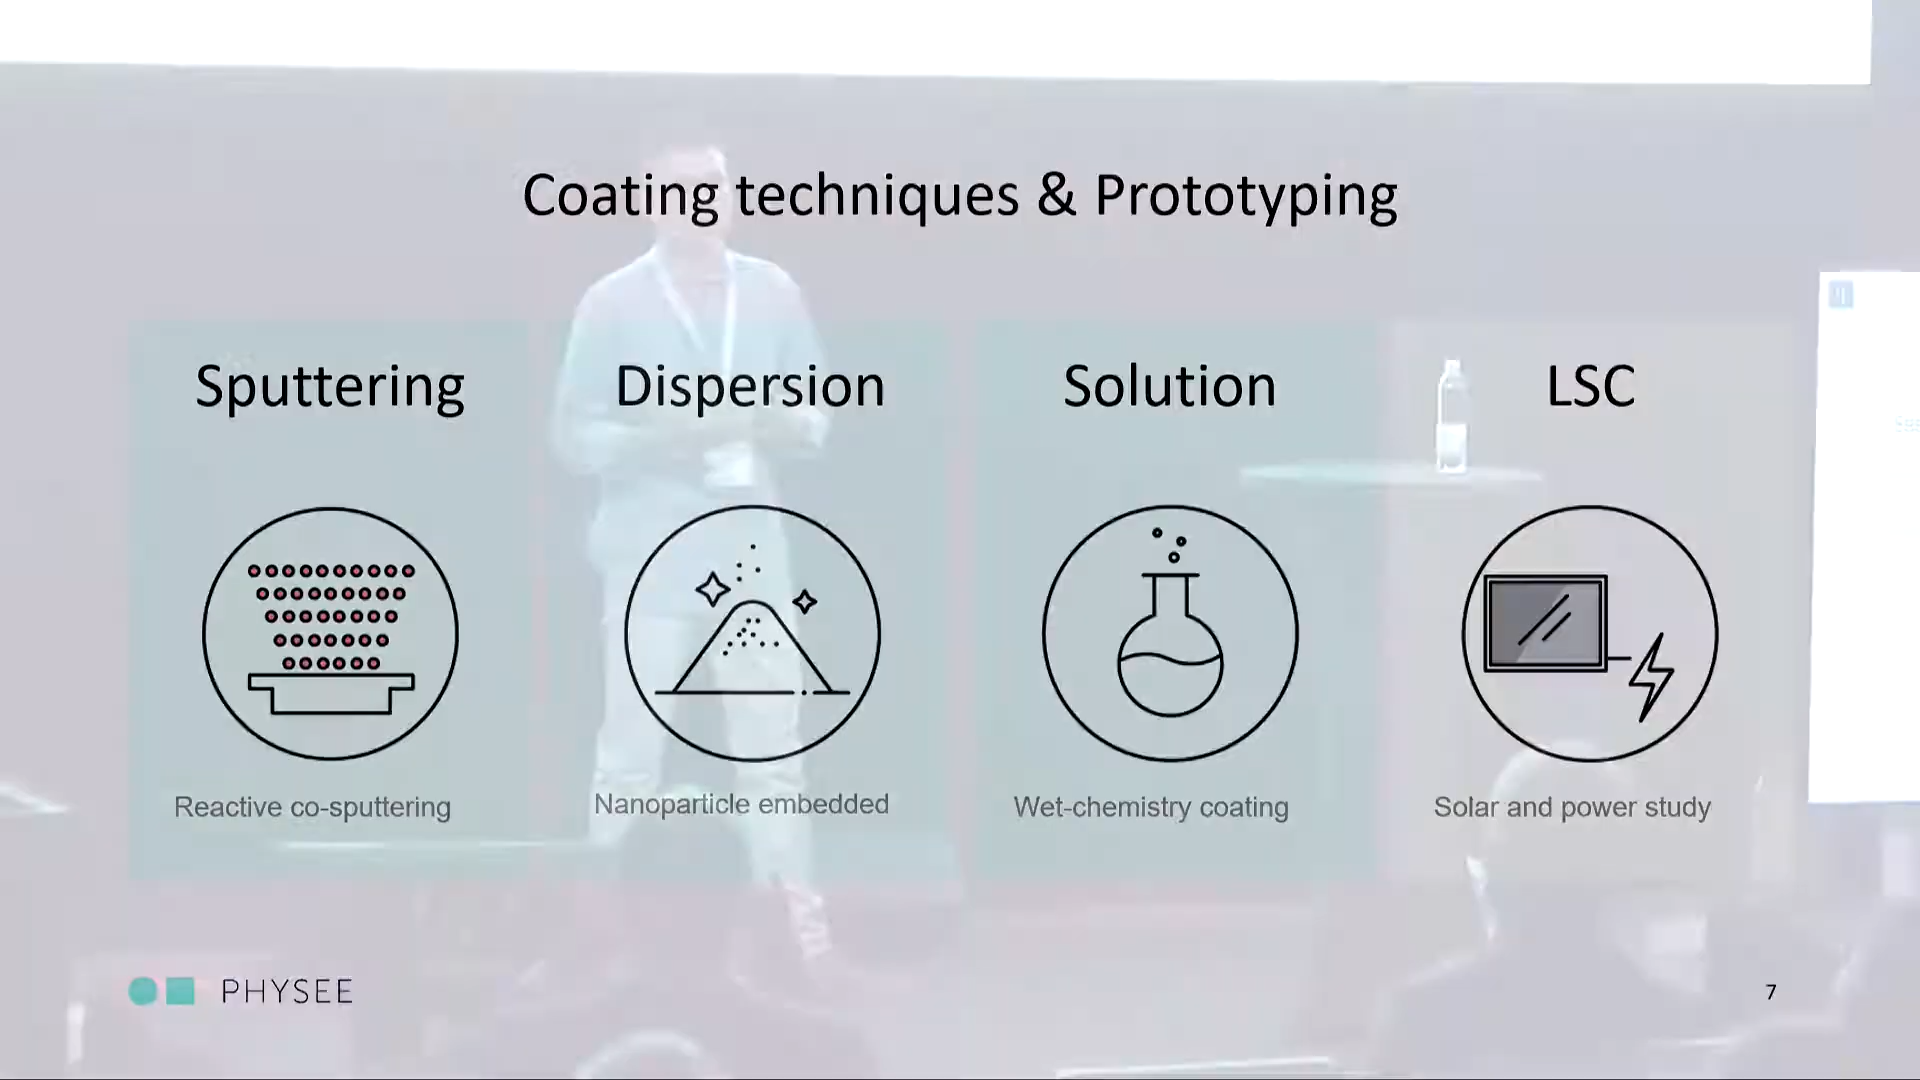 Coating techniques & Prototyping
Sputtering
Dispersion
Solution
LSC
Reactive co-sputtering
Nanoparticle embedded
Wet-chemistry coating
Solar and power study
PHYSEE
7